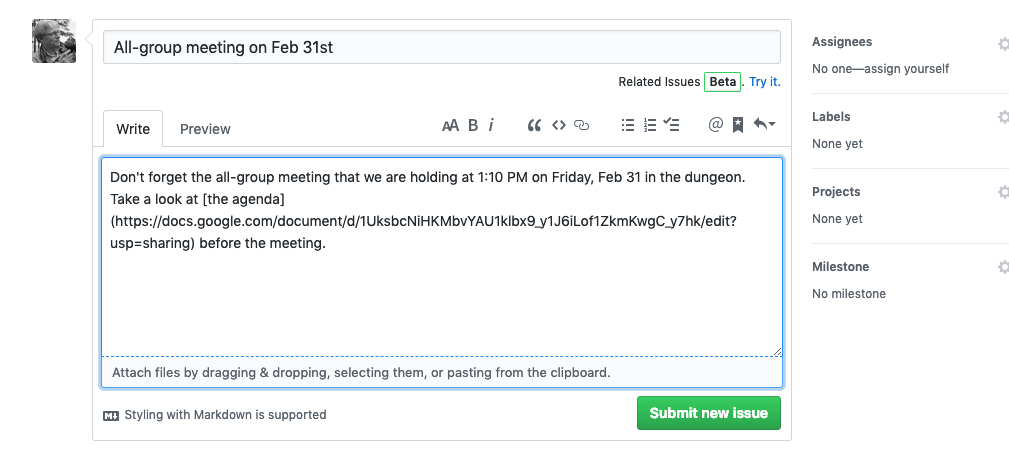 All-group meeting on Feb 31st
Related Issues Beta. Try it.
Write Preview AA B i @
Don't forget the all-group meeting that we are holding at 1:10 PM on Friday, Feb 31 in the dungeon.
Take a look at [the agenda]
(https://docs.google.com/document/d/1UksbcNiHKMbvYAU1klbx9_y1J6iLof1ZkmKwgC_y7hk/edit?
usp=sharing) before the meeting.
Attach files by dragging & dropping, selecting them, or pasting from the clipboard.
Styling with Markdown is supported
Submit new issue
Assignees
No one—assign yourself
Labels
None yet
Projects
None yet
Milestone
No milestone